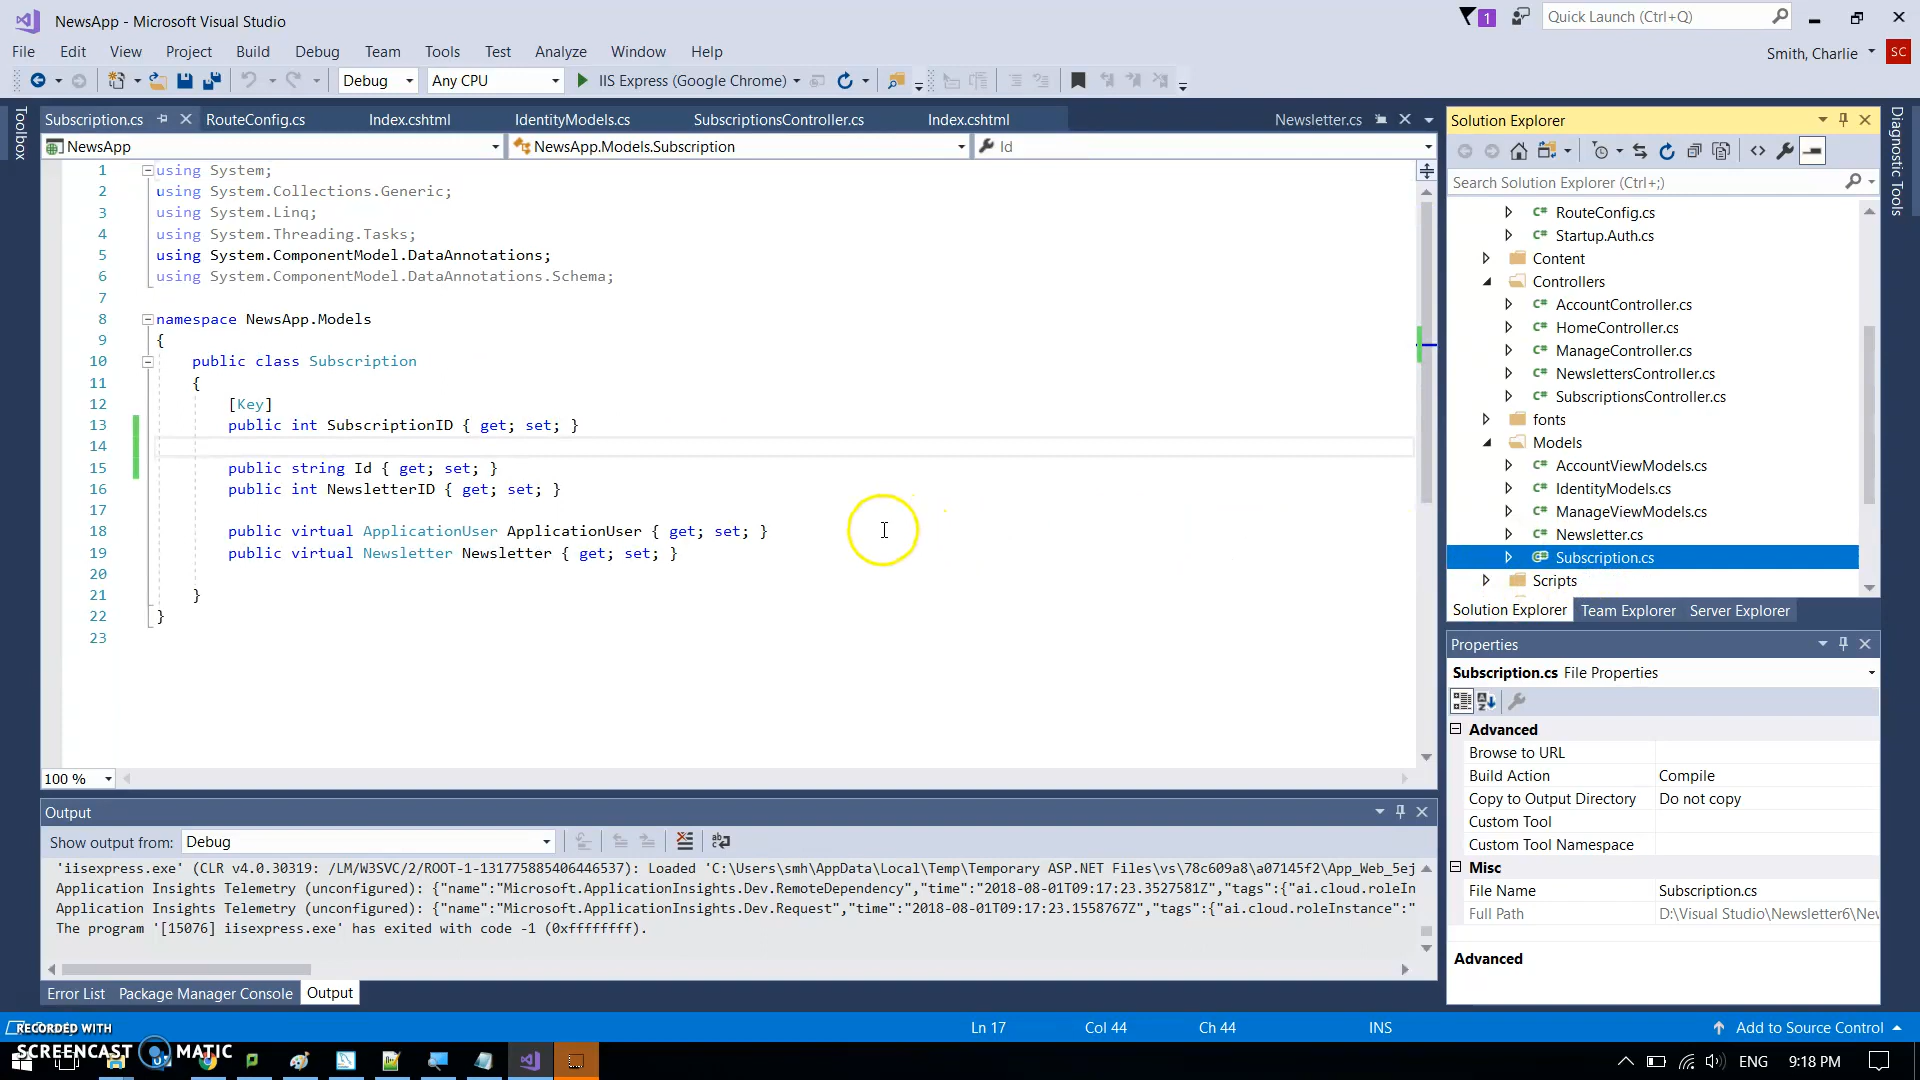 NewsApp - Microsoft Visual Studio
1
Quick Launch (Ctrl+Q)
File Edit View Project Build Debug Team Tools Test Analyze Window Help
Smith, Charlie
SC
Debug
Any CPU
IIS Express (Google Chrome)
Toolbox
Subscription.cs
RouteConfig.cs
Index.cshtml
IdentityModels.cs
SubscriptionsController.cs
Index.cshtml
Newsletter.cs
NewsApp
NewsApp.Models.Subscription
Id
1 using System;
2 using System.Collections.Generic;
3 using System.Linq;
4 using System.Threading.Tasks;
5 using System.ComponentModel.DataAnnotations;
6 using System.ComponentModel.DataAnnotations.Schema;
7
8 namespace NewsApp.Models
9 {
10 public class Subscription
11 {
12 [Key]
13 public int SubscriptionID { get; set; }
14
15 public string Id { get; set; }
16 public int NewsletterID { get; set; }
17
18 public virtual ApplicationUser ApplicationUser { get; set; }
19 public virtual Newsletter Newsletter { get; set; }
20
21 }
22 }
23
100 %
Output
Show output from:
Debug
'iisexpress.exe' (CLR v4.0.30319: /LM/W3SVC/2/ROOT-1-131775885406446537): Loaded 'C:\Users\smh\AppData\Local\Temp\Temporary ASP.NET Files\vs\78c609a8\a07145f2\App_Web_5ej
Application Insights Telemetry (unconfigured): {"name":"Microsoft.ApplicationInsights.Dev.RemoteDependency","time":"2018-08-01T09:17:23.3527581Z","tags":{"ai.cloud.roleIn
Application Insights Telemetry (unconfigured): {"name":"Microsoft.ApplicationInsights.Dev.Request","time":"2018-08-01T09:17:23.1558767Z","tags":{"ai.cloud.roleInstance":"
The program '[15076] iisexpress.exe' has exited with code -1 (0xffffffff).
Error List
Package Manager Console
Output
Solution Explorer
Search Solution Explorer (Ctrl+;)
RouteConfig.cs
Startup.Auth.cs
Content
Controllers
AccountController.cs
HomeController.cs
ManageController.cs
NewslettersController.cs
SubscriptionsController.cs
fonts
Models
AccountViewModels.cs
IdentityModels.cs
ManageViewModels.cs
Newsletter.cs
Subscription.cs
Scripts
Solution Explorer
Team Explorer
Server Explorer
Properties
Subscription.cs File Properties
Advanced
Browse to URL
Build Action Compile
Copy to Output Directory Do not copy
Custom Tool
Custom Tool Namespace
Misc
File Name Subscription.cs
Full Path D:\Visual Studio\Newsletter6\Nev
Advanced
Diagnostic Tools
Ln 17
Col 44
Ch 44
INS
Add to Source Control
RECORDED WITH
SCREENCAST MATIC
ENG
9:18 PM